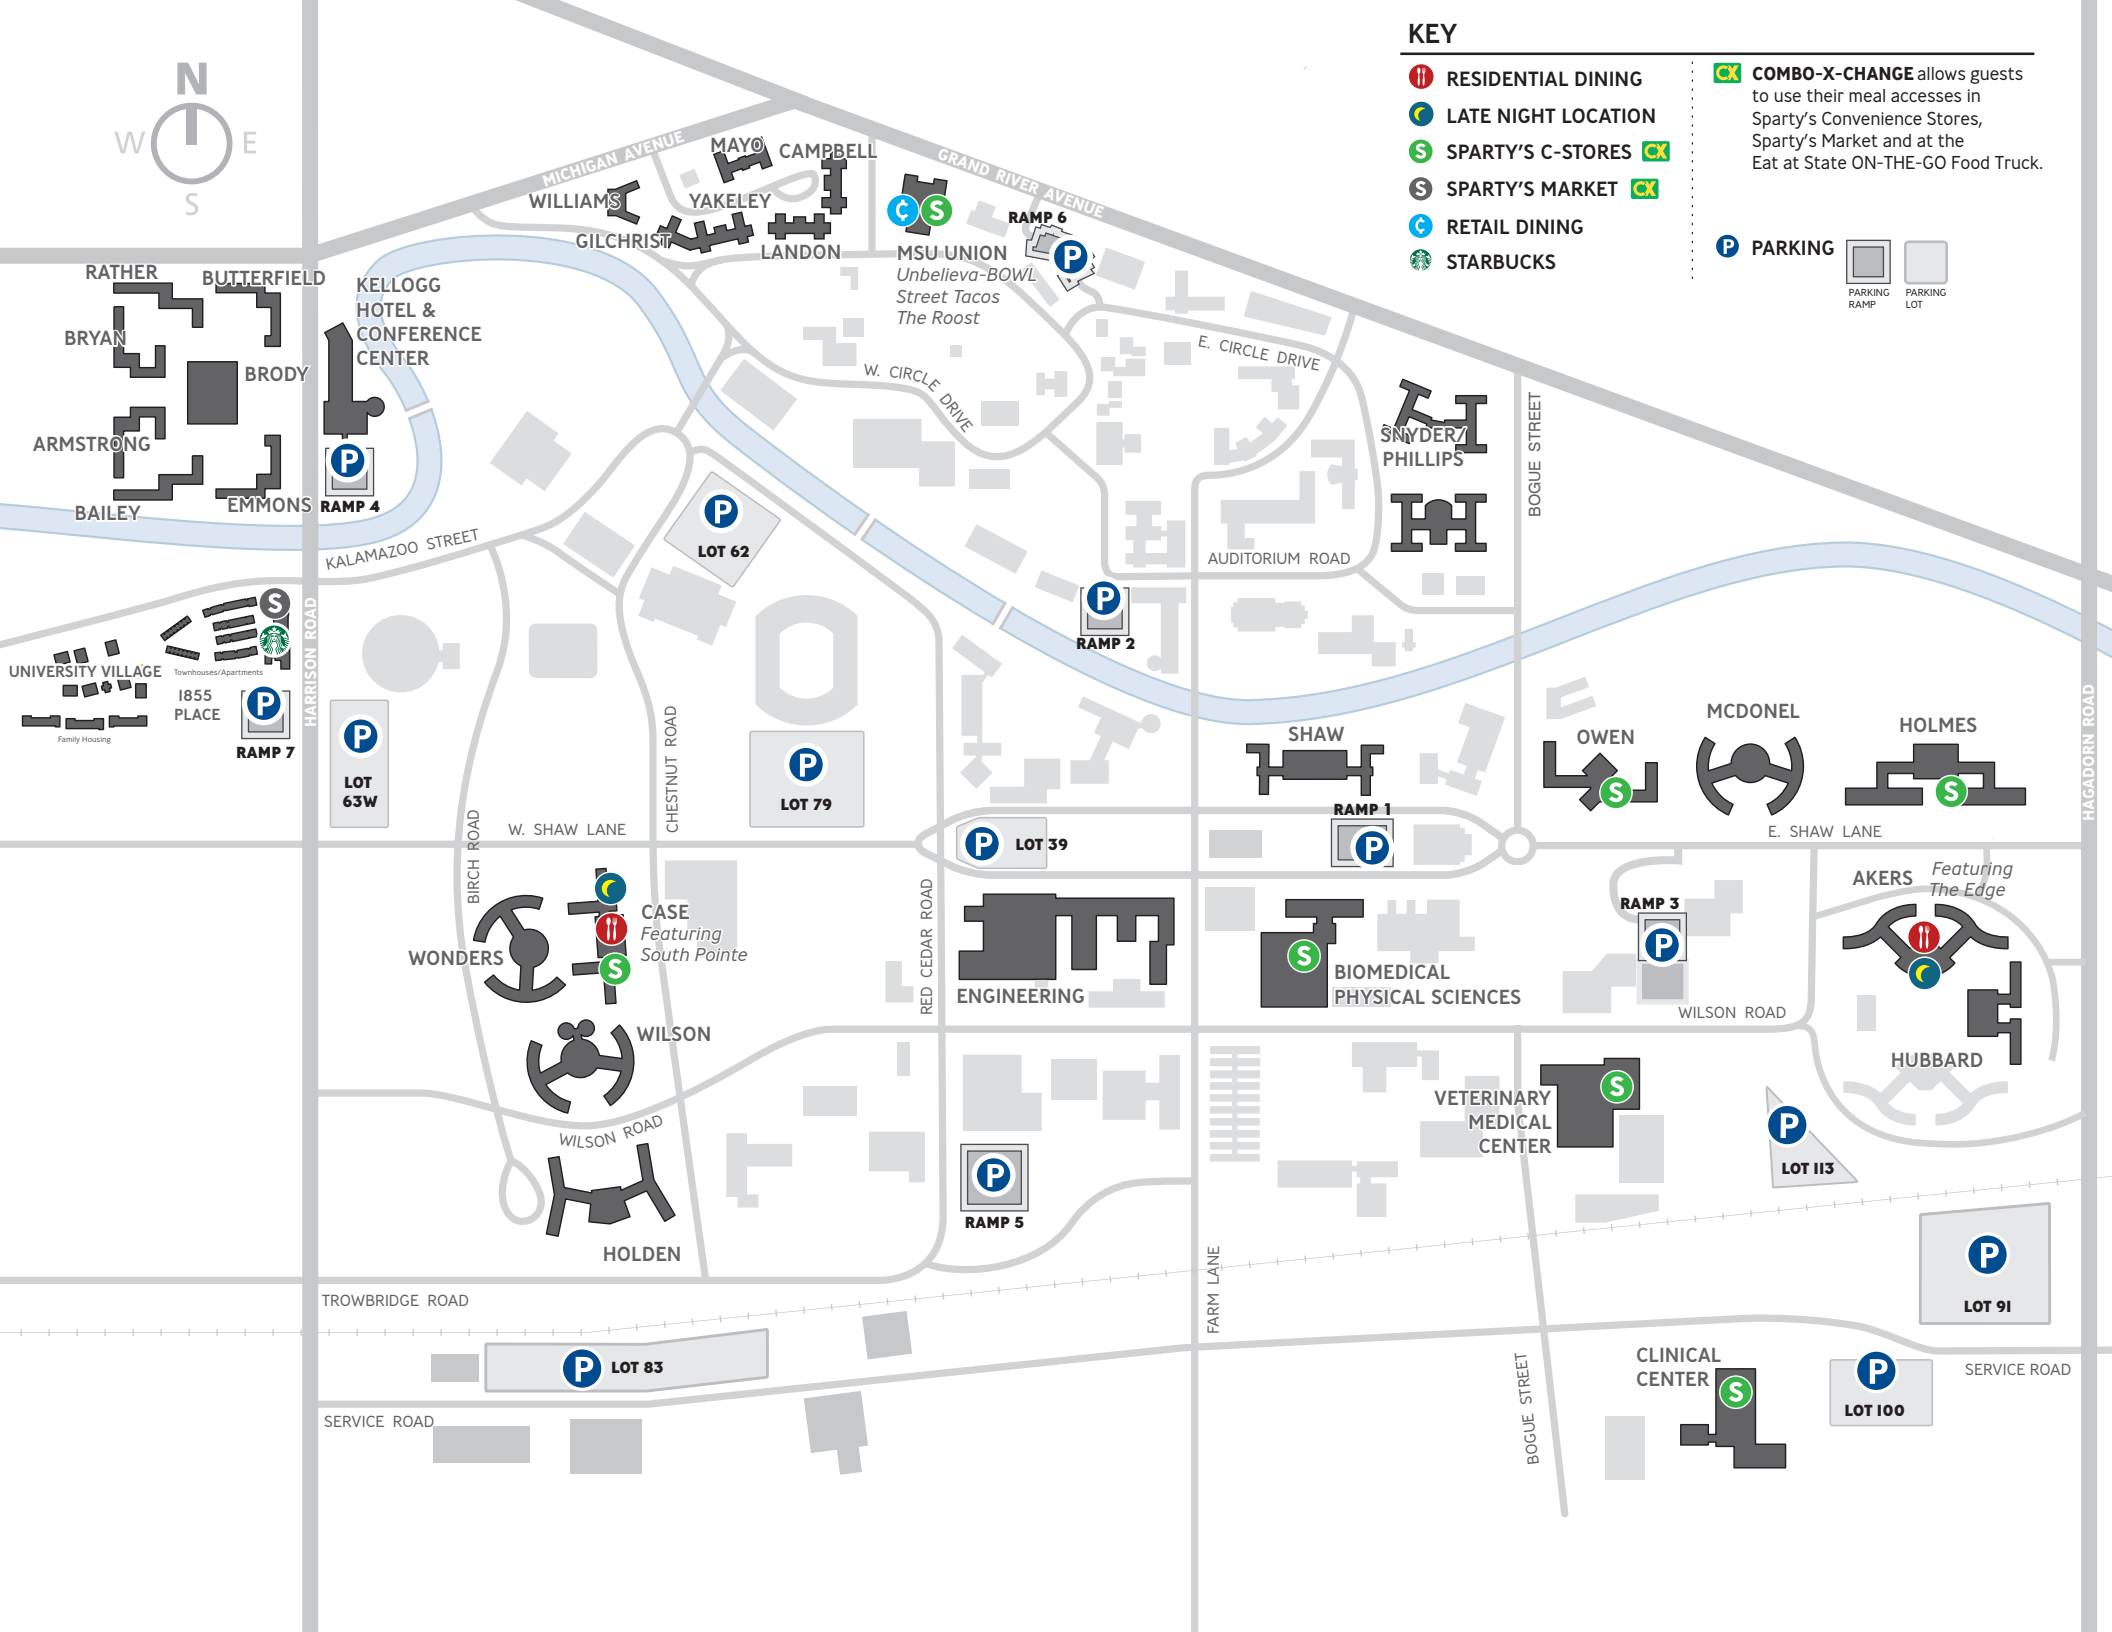 N
W
E
S
KEY
RESIDENTIAL DINING
LATE NIGHT LOCATION
S SPARTY'S C-STORES CX
S SPARTY'S MARKET CX
¢ RETAIL DINING
STARBUCKS
CX COMBO-X-CHANGE allows guests
to use their meal accesses in
Sparty's Convenience Stores,
Sparty's Market and at the
Eat at State ON-THE-GO Food Truck.
P PARKING
PARKING
RAMP
PARKING
LOT
MICHIGAN AVENUE
GRAND RIVER AVENUE
MAYO
CAMPBELL
WILLIAMS
YAKELEY
GILCHRIST
LANDON
¢ S
MSU UNION
Unbelieva-BOWL
Street Tacos
The Roost
RAMP 6
P
RATHER
BUTTERFIELD
BRYAN
BRODY
ARMSTRONG
BAILEY
EMMONS
KELLOGG
HOTEL &
CONFERENCE
CENTER
P
RAMP 4
W. CIRCLE DRIVE
E. CIRCLE DRIVE
SNYDER/
PHILLIPS
BOGUE STREET
AUDITORIUM ROAD
KALAMAZOO STREET
P
LOT 62
P
RAMP 2
S
UNIVERSITY VILLAGE
Townhouses/Apartments
1855
PLACE
Family Housing
P
RAMP 7
HARRISON ROAD
P
LOT
63W
CHESTNUT ROAD
P
LOT 79
BIRCH ROAD
W. SHAW LANE
P
LOT 39
SHAW
RAMP 1
P
OWEN
S
MCDONEL
HOLMES
S
HAGADORN ROAD
E. SHAW LANE
CASE
Featuring
South Pointe
S
WONDERS
WILSON
WILSON ROAD
HOLDEN
RED CEDAR ROAD
ENGINEERING
S
BIOMEDICAL
PHYSICAL SCIENCES
RAMP 3
P
WILSON ROAD
AKERS
Featuring
The Edge
HUBBARD
VETERINARY
MEDICAL
CENTER
S
P
LOT 113
P
RAMP 5
FARM LANE
P
LOT 91
TROWBRIDGE ROAD
P
LOT 83
SERVICE ROAD
BOGUE STREET
CLINICAL
CENTER
S
P
LOT 100
SERVICE ROAD